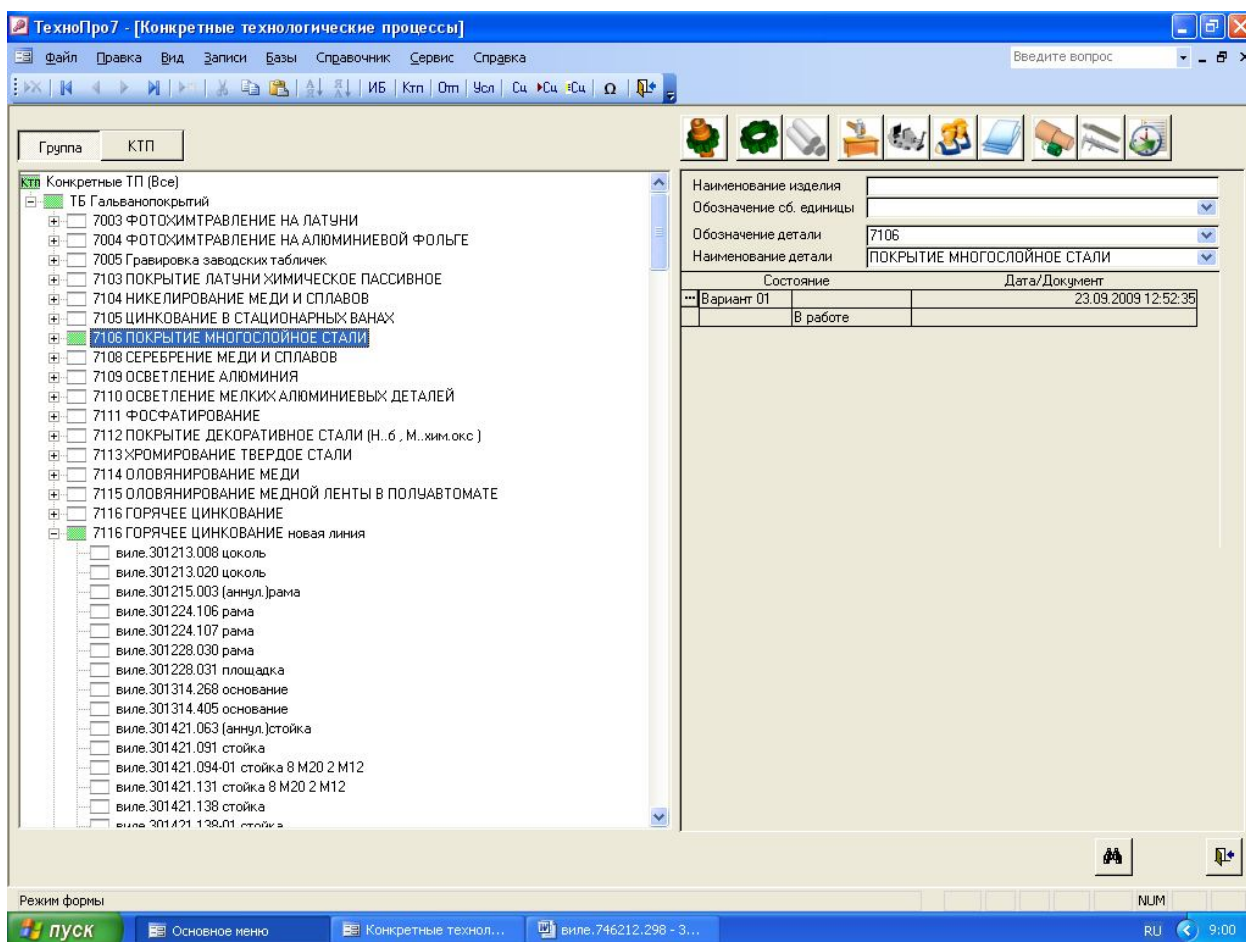 ТехноПро7 - [Конкретные технологические процессы]
Файл Правка Вид Записи Базы Справочник Сервис Справка Введите вопрос
ИБ Ктп От Усл Сц Сц Сц Ω
Группа КТП
Ктп Конкретные ТП (Все)
ТБ Гальванопокрытий
7003 ФОТОХИМТРАВЛЕНИЕ НА ЛАТУНИ
7004 ФОТОХИМТРАВЛЕНИЕ НА АЛЮМИНИЕВОЙ ФОЛЬГЕ
7005 Гравировка заводских табличек
7103 ПОКРЫТИЕ ЛАТУНИ ХИМИЧЕСКОЕ ПАССИВНОЕ
7104 НИКЕЛИРОВАНИЕ МЕДИ И СПЛАВОВ
7105 ЦИНКОВАНИЕ В СТАЦИОНАРНЫХ ВАНАХ
7106 ПОКРЫТИЕ МНОГОСЛОЙНОЕ СТАЛИ
7108 СЕРЕБРЕНИЕ МЕДИ И СПЛАВОВ
7109 ОСВЕТЛЕНИЕ АЛЮМИНИЯ
7110 ОСВЕТЛЕНИЕ МЕЛКИХ АЛЮМИНИЕВЫХ ДЕТАЛЕЙ
7111 ФОСФАТИРОВАНИЕ
7112 ПОКРЫТИЕ ДЕКОРАТИВНОЕ СТАЛИ (Н..б , М..хим.окс )
7113 ХРОМИРОВАНИЕ ТВЕРДОЕ СТАЛИ
7114 ОЛОВЯНИРОВАНИЕ МЕДИ
7115 ОЛОВЯНИРОВАНИЕ МЕДНОЙ ЛЕНТЫ В ПОЛУАВТОМАТЕ
7116 ГОРЯЧЕЕ ЦИНКОВАНИЕ
7116 ГОРЯЧЕЕ ЦИНКОВАНИЕ новая линия
виле.301213.008 цоколь
виле.301213.020 цоколь
виле.301215.003 (аннул.)рама
виле.301224.106 рама
виле.301224.107 рама
виле.301228.030 рама
виле.301228.031 площадка
виле.301314.268 основание
виле.301314.405 основание
виле.301421.063 (аннул.)стойка
виле.301421.091 стойка
виле.301421.094-01 стойка 8 М20 2 М12
виле.301421.131 стойка 8 М20 2 М12
виле.301421.138 стойка
виле.301421.138-01 стойка
Наименование изделия
Обозначение сб. единицы
Обозначение детали 7106
Наименование детали ПОКРЫТИЕ МНОГОСЛОЙНОЕ СТАЛИ
Состояние Дата/Документ
Вариант 01 23.09.2009 12:52:35
В работе
Режим формы NUM
пуск Основное меню Конкретные технол... виле.746212.298 - З... RU 9:00